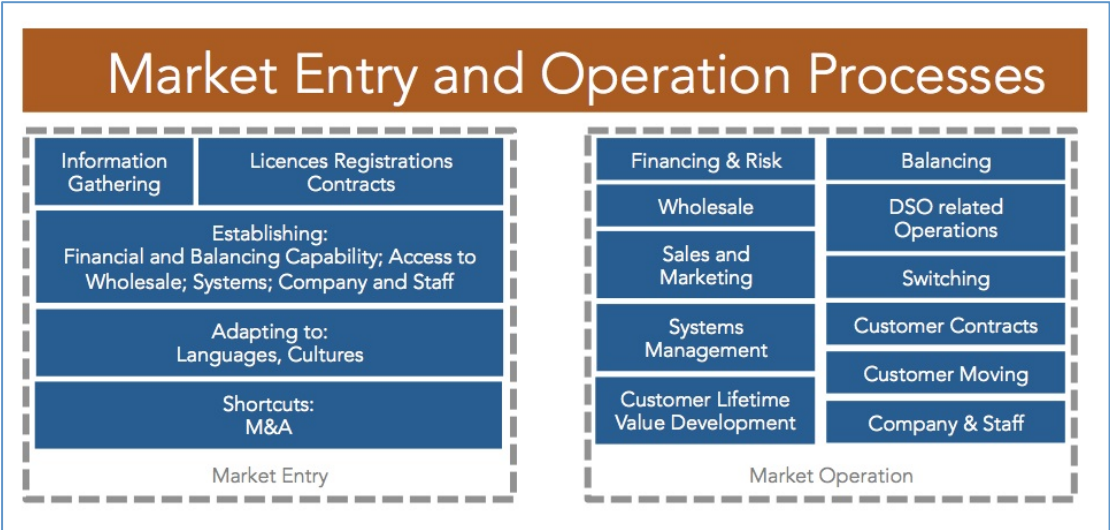 Market Entry and Operation Processes
Information
Gathering
Licences Registrations
Contracts
Establishing:
Financial and Balancing Capability; Access to
Wholesale; Systems; Company and Staff
Adapting to:
Languages, Cultures
Shortcuts:
M&A
Market Entry
Financing & Risk
Wholesale
Sales and
Marketing
Systems
Management
Customer Lifetime
Value Development
Balancing
DSO related
Operations
Switching
Customer Contracts
Customer Moving
Company & Staff
Market Operation